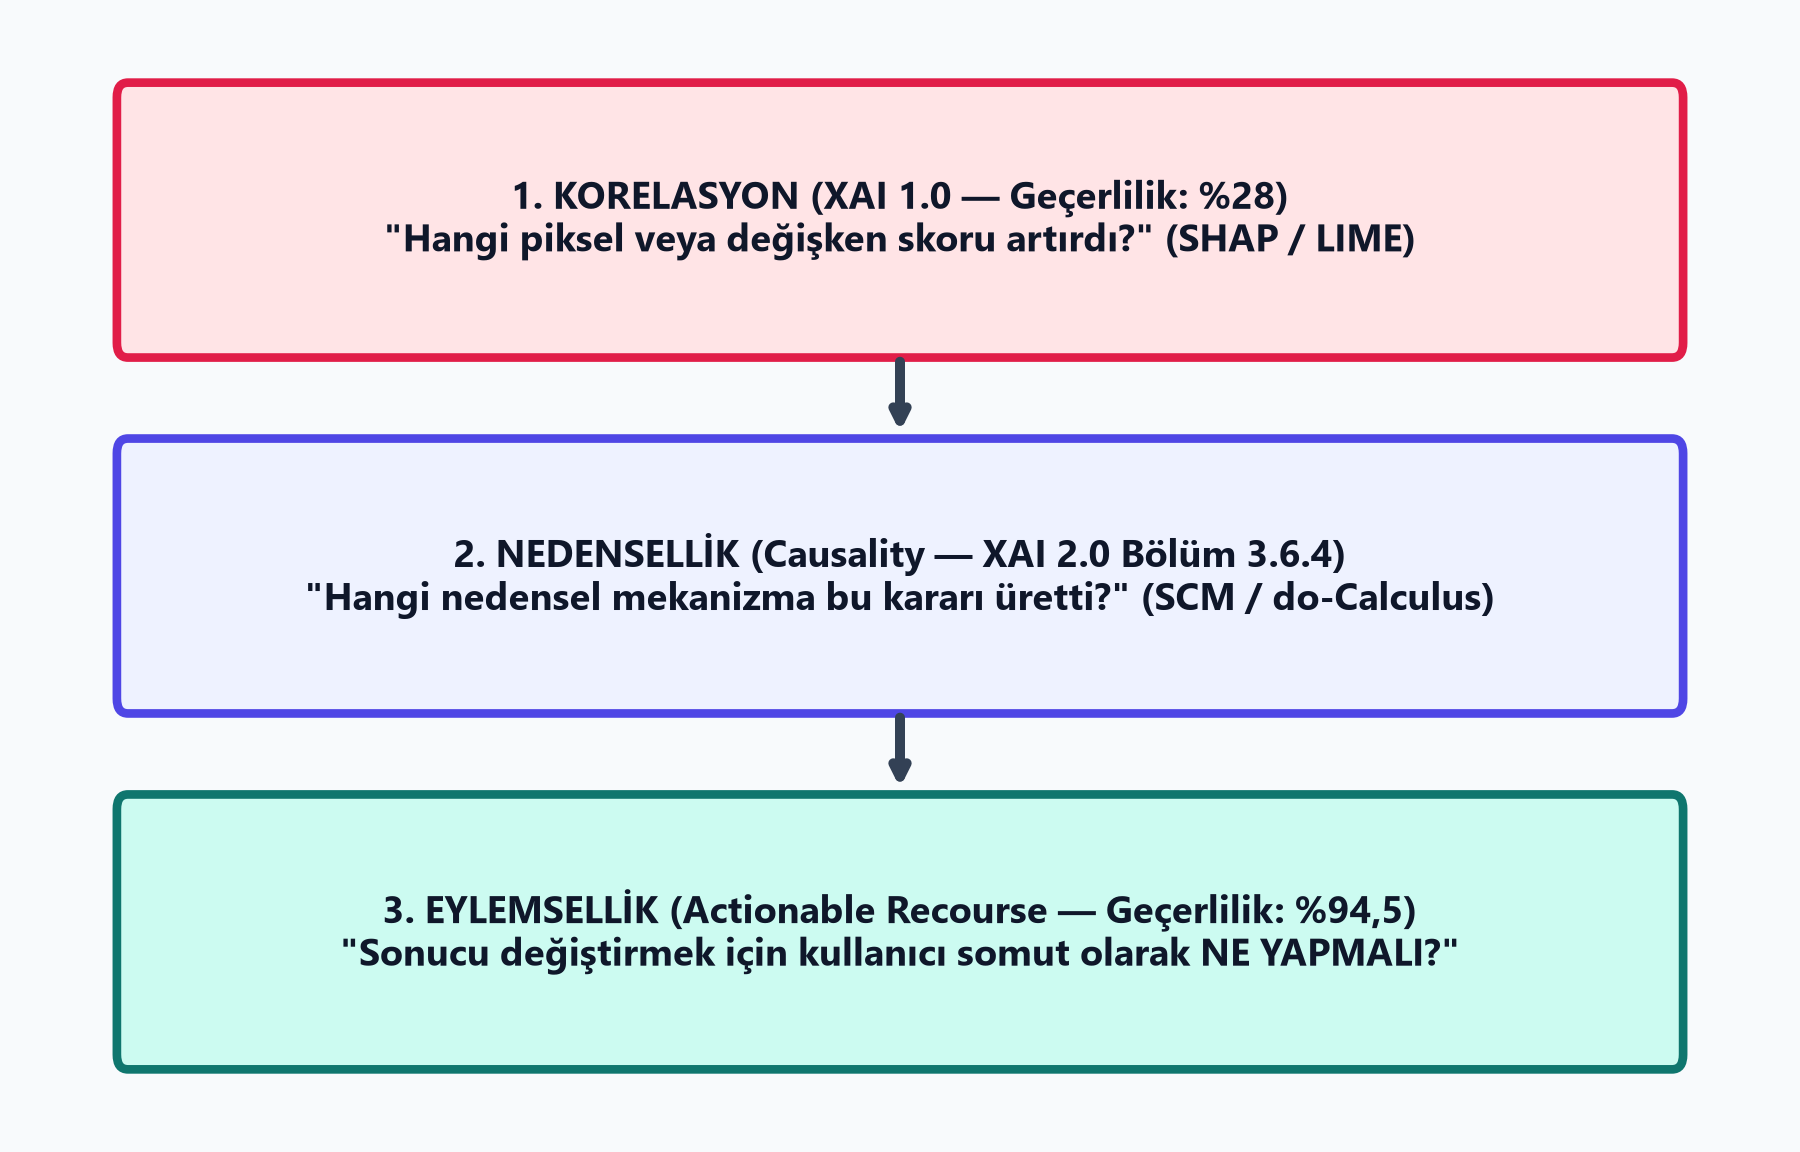 1. KORELASYON (XAI 1.0 — Geçerlilik: %28)
"Hangi piksel veya değişken skoru artırdı?" (SHAP / LIME)
2. NEDENSELLİK (Causality — XAI 2.0 Bölüm 3.6.4)
"Hangi nedensel mekanizma bu kararı üretti?" (SCM / do-Calculus)
3. EYLEMSELLİK (Actionable Recourse — Geçerlilik: %94,5)
"Sonucu değiştirmek için kullanıcı somut olarak NE YAPMALI?"